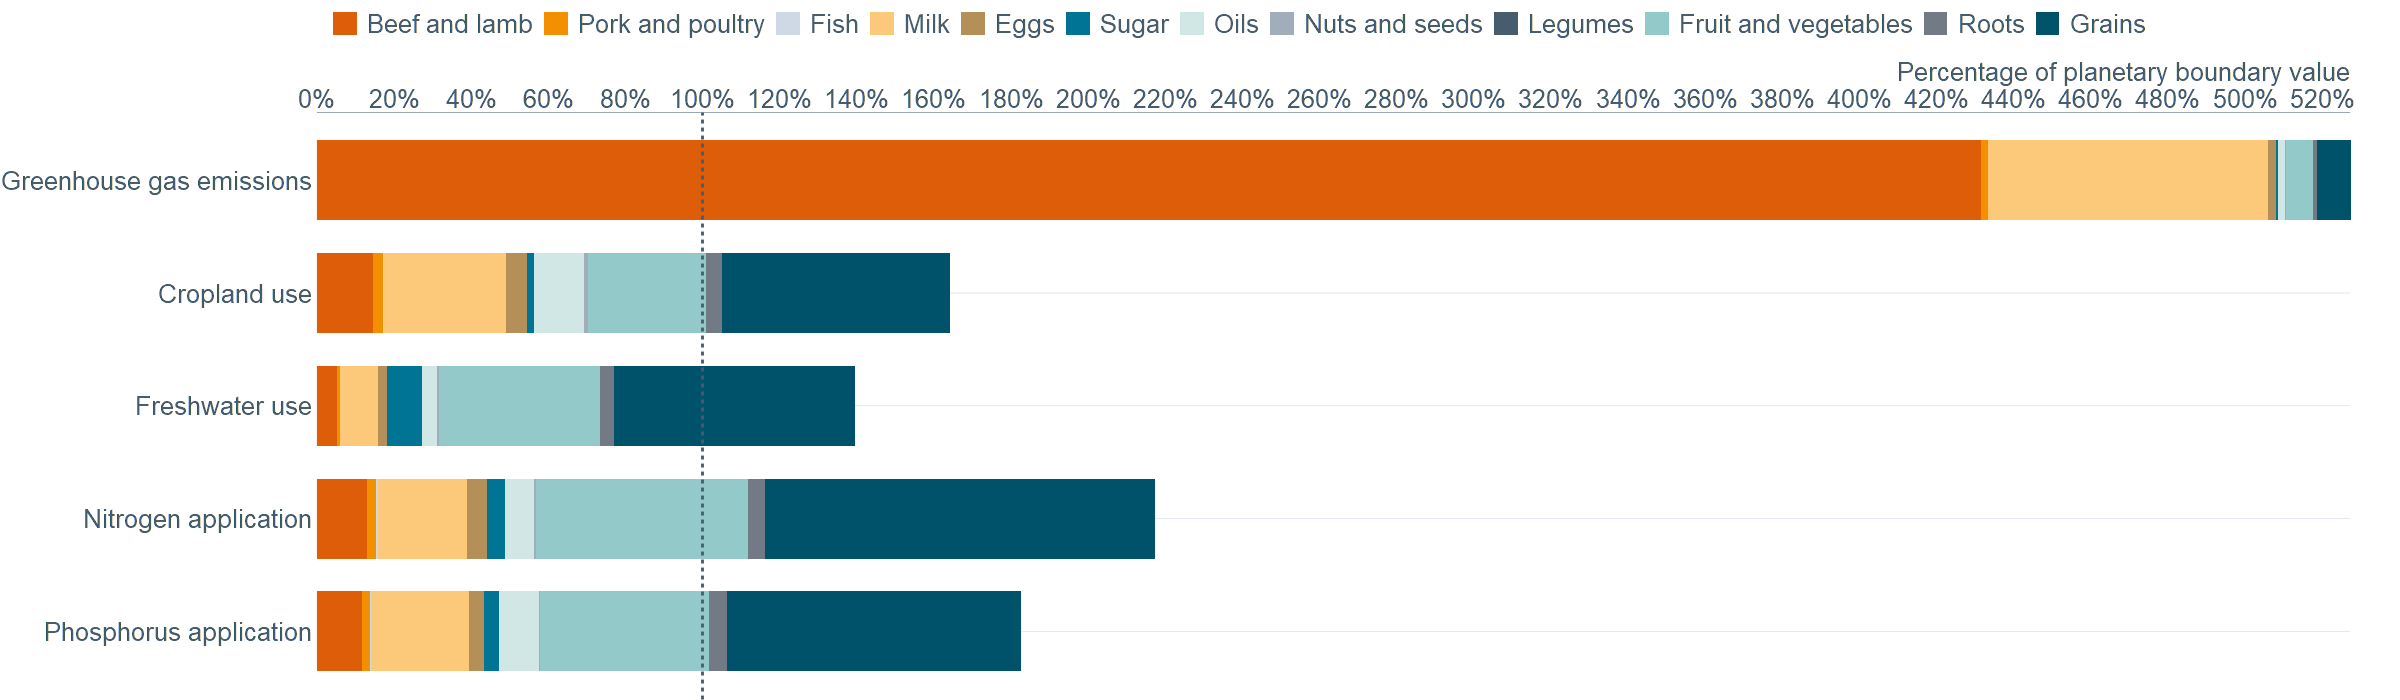 Beef and lamb Pork and poultry Fish Milk Eggs Sugar Oils Nuts and seeds Legumes Fruit and vegetables Roots Grains
Percentage of planetary boundary value
0% 20% 40% 60% 80% 100% 120% 140% 160% 180% 200% 220% 240% 260% 280% 300% 320% 340% 360% 380% 400% 420% 440% 460% 480% 500% 520%
Greenhouse gas emissions
Cropland use
Freshwater use
Nitrogen application
Phosphorus application